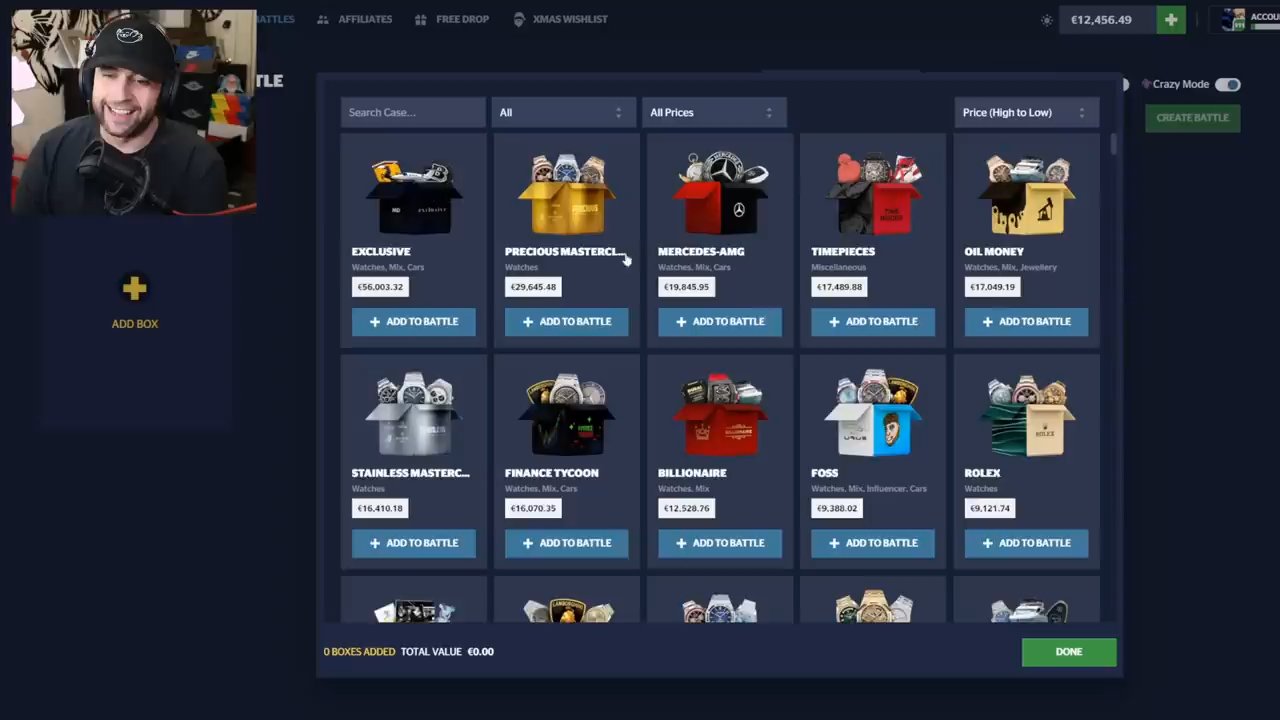 BATTLES
AFFILIATES
FREE DROP
XMAS WISHLIST
€12,456.49
ACCOU
TLE
Crazy Mode
CREATE BATTLE
Search Case...
All
All Prices
Price (High to Low)
EXCLUSIVE
Watches, Mix, Cars
€56,003.32
ADD TO BATTLE
PRECIOUS MASTERCL...
Watches
€29,645.48
ADD TO BATTLE
MERCEDES-AMG
Watches, Mix, Cars
€19,845.95
ADD TO BATTLE
TIMEPIECES
Miscellaneous
€17,489.88
ADD TO BATTLE
OIL MONEY
Watches, Mix, Jewellery
€17,049.19
ADD TO BATTLE
ADD BOX
STAINLESS MASTERC...
Watches
€16,410.18
ADD TO BATTLE
FINANCE TYCOON
Watches, Mix, Cars
€16,070.35
ADD TO BATTLE
BILLIONAIRE
Watches, Mix
€12,528.76
ADD TO BATTLE
FOSS
Watches, Mix, Influencer, Cars
€9,388.02
ADD TO BATTLE
ROLEX
Watches
€9,121.74
ADD TO BATTLE
0 BOXES ADDED TOTAL VALUE €0.00
DONE